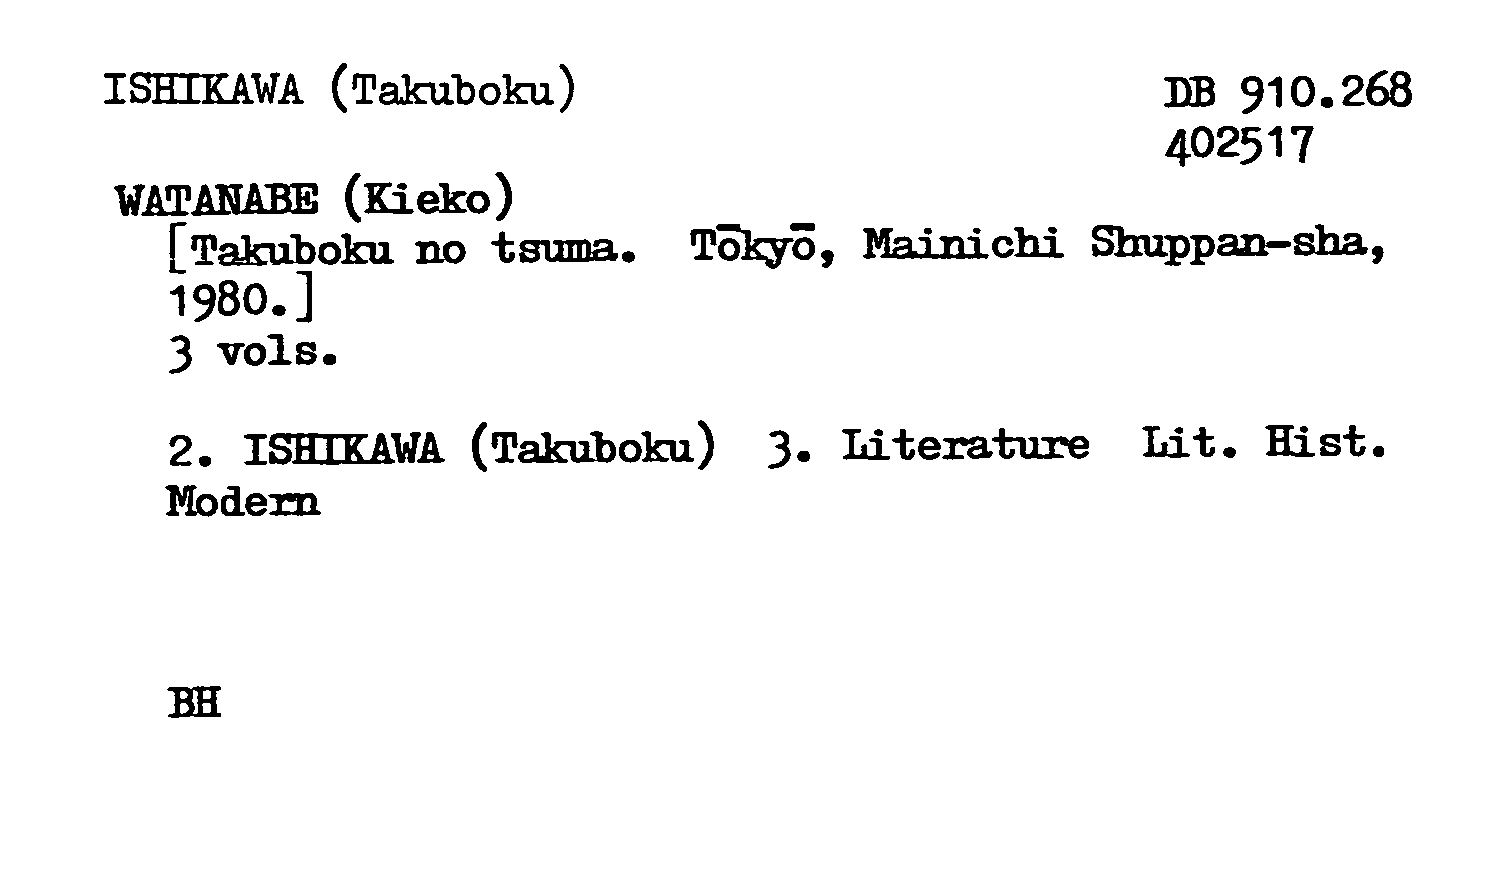 ISHIKAWA (Takuboku) DB 910.268
402517
WATANABE (Kieko)
[Takuboku no tsuma. Tōkyō, Mainichi Shuppan-sha,
1980.]
3 vols.
2. ISHIKAWA (Takuboku) 3. Literature Lit. Hist.
Modern
BH